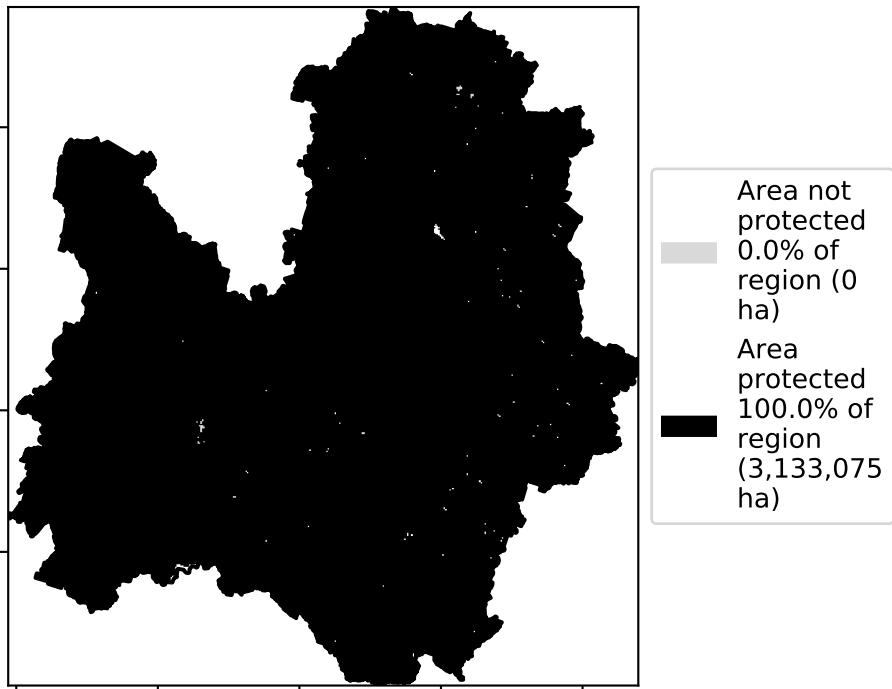 Area not
protected
0.0% of
region (0
ha)
Area
protected
100.0% of
region
(3,133,075
ha)